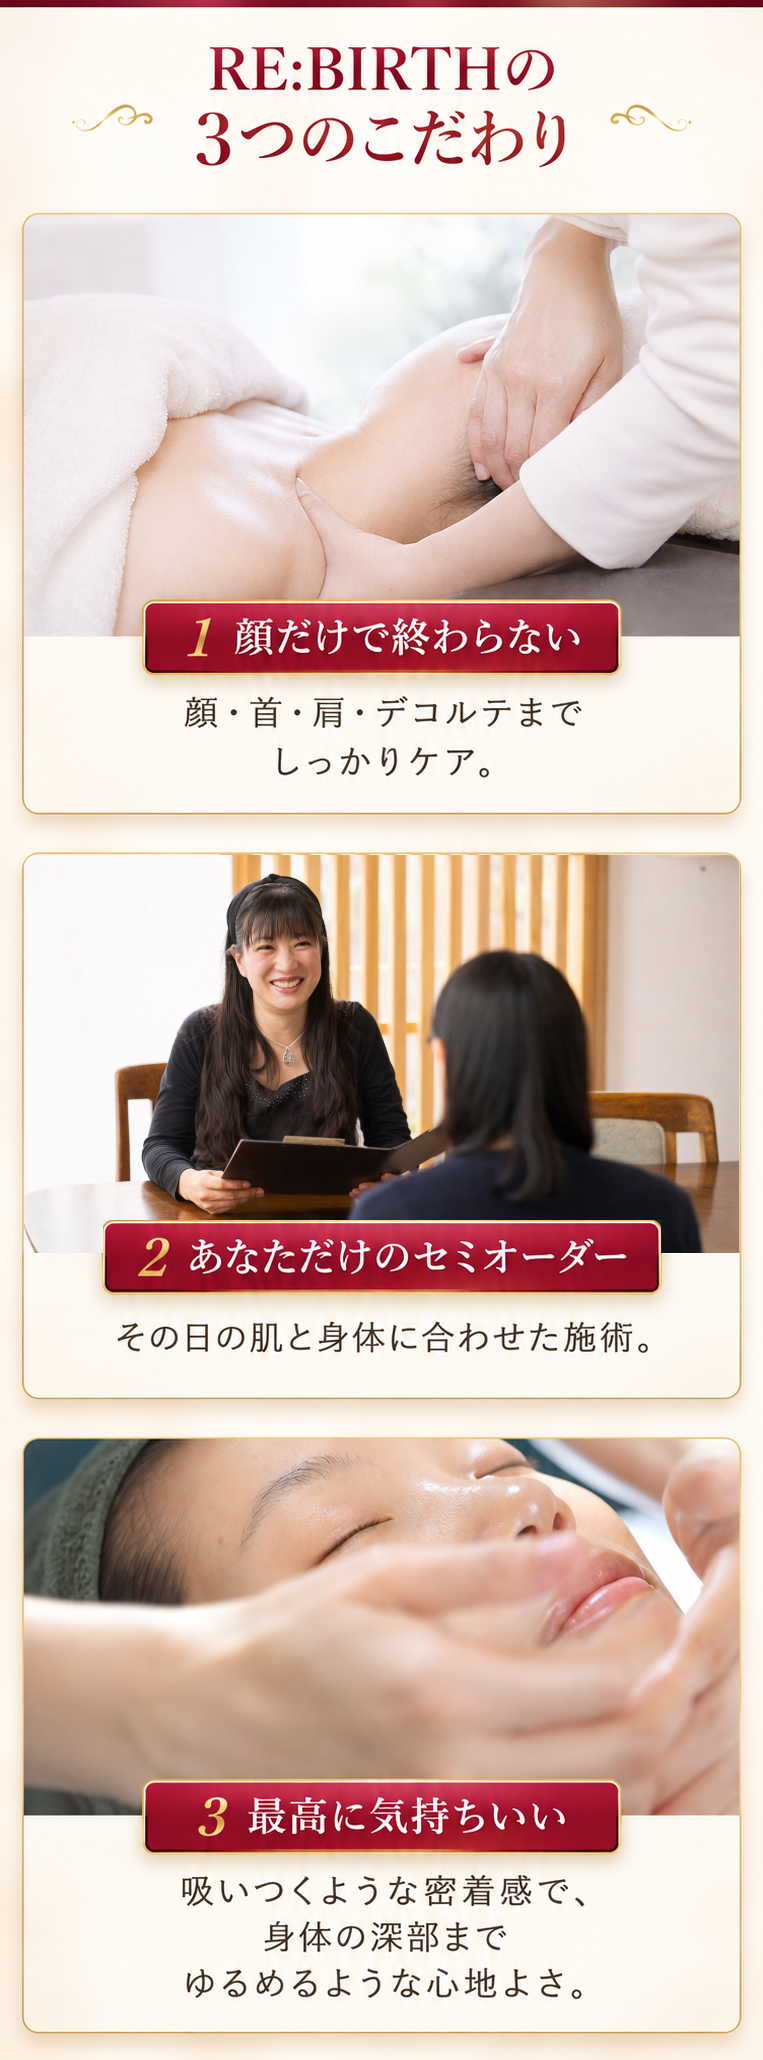 RE:BIRTHの
3つのこだわり
1 顔だけで終わらない
顔・首・肩・デコルテまで
しっかりケア。
2 あなただけのセミオーダー
その日の肌と身体に合わせた施術。
3 最高に気持ちいい
吸いつくような密着感で、
身体の深部まで
ゆるめるような心地よさ。